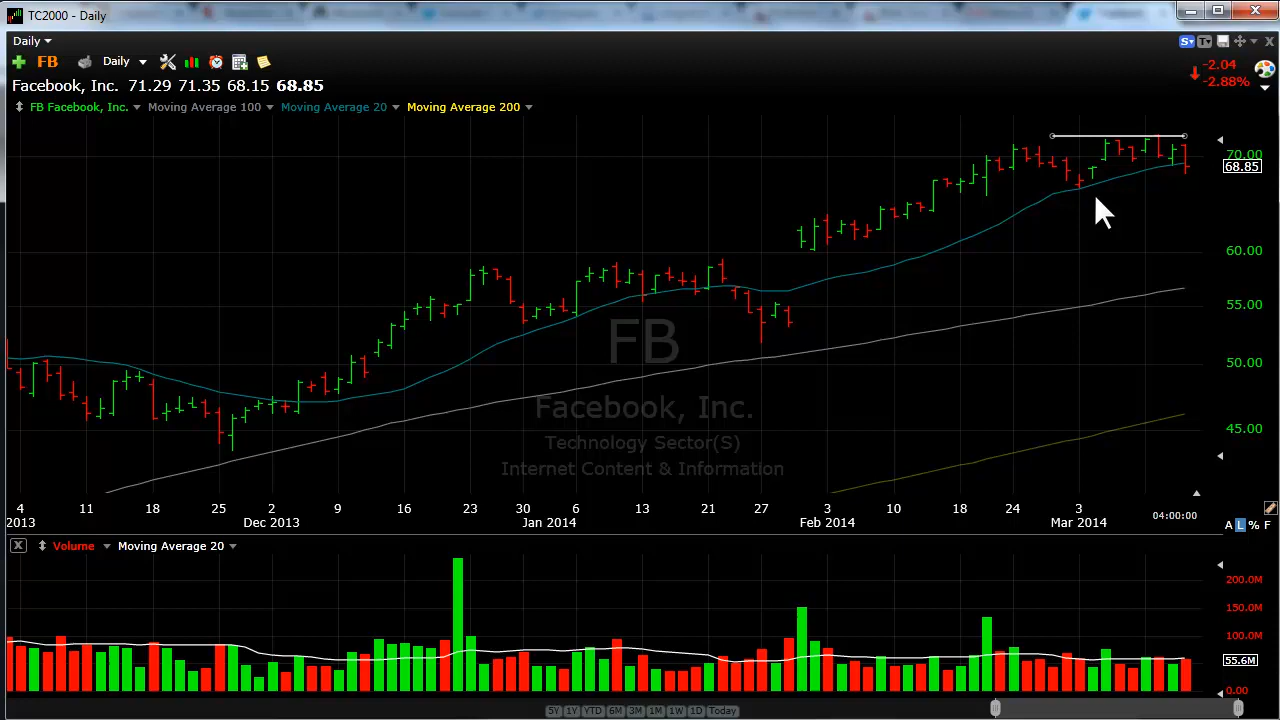 TC2000 - Daily
Daily
S T
FB Daily
-2.04
-2.88%
Facebook, Inc. 71.29 71.35 68.15 68.85
FB Facebook, Inc. Moving Average 100 Moving Average 20 Moving Average 200
70.00
68.85
60.00
55.00
50.00
45.00
FB
Facebook, Inc.
Technology Sector(S)
Internet Content & Information
4 11 18 25 2 9 16 23 30 6 13 21 27 3 10 18 24 3
2013 Dec 2013 Jan 2014 Feb 2014 Mar 2014
04:00:00
A L % F
X Volume Moving Average 20
200.0M
150.0M
100.0M
55.6M
0.00
5Y 1Y YTD 6M 3M 1M 1W 1D Today